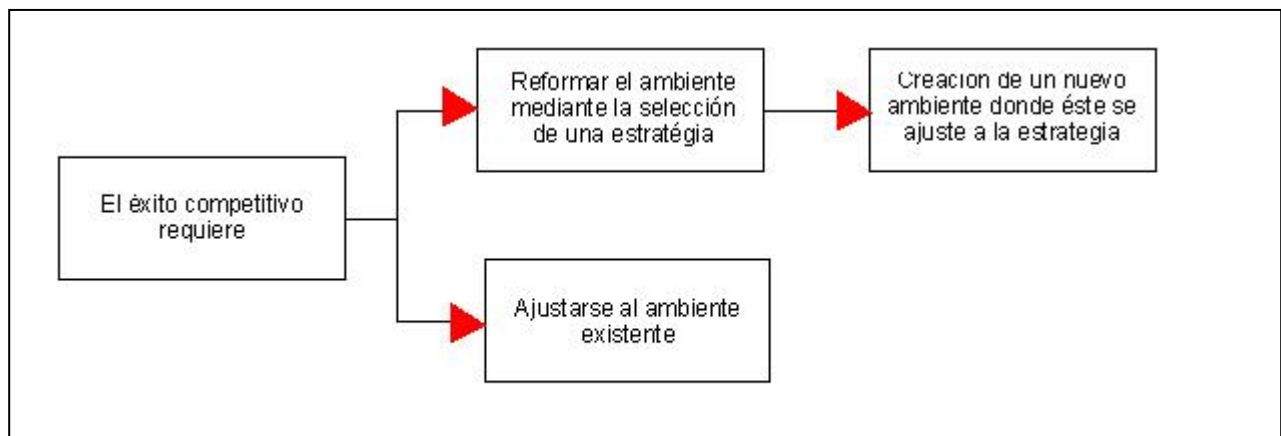 El éxito competitivo
requiere
Reformar el ambiente
mediante la selección
de una estratégia
Creacion de un nuevo
ambiente donde éste se
ajuste a la estrategia
Ajustarse al ambiente
existente